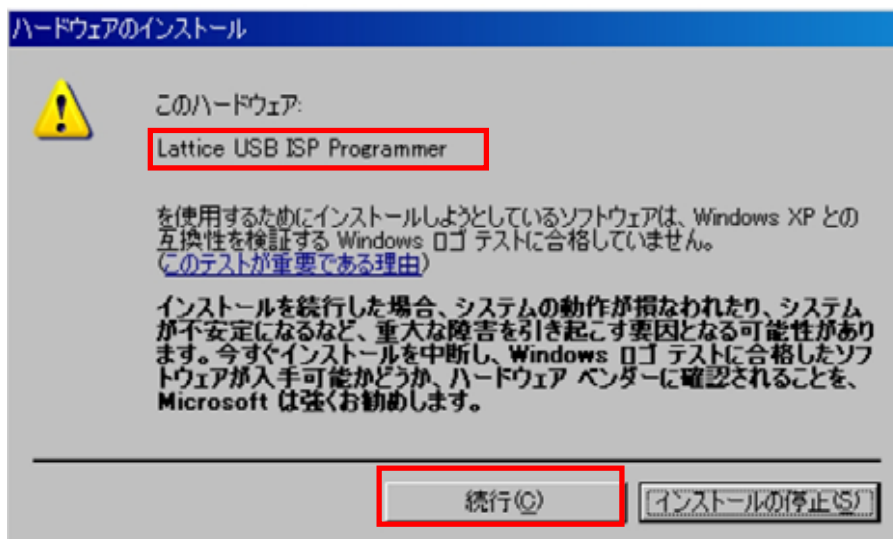 ハードウェアのインストール
このハードウェア:
Lattice USB ISP Programmer
を使用するためにインストールしようとしているソフトウェアは、Windows XP との
互換性を検証する Windows ロゴ テストに合格していません。
(このテストが重要である理由)
インストールを続行した場合、システムの動作が損なわれたり、システム
が不安定になるなど、重大な障害を引き起こす要因となる可能性があり
ます。今すぐインストールを中断し、Windows ロゴ テストに合格したソフ
トウェアが入手可能かどうか、ハードウェア ベンダーに確認されることを、
Microsoft は強くお勧めします。
続行(C)
インストールの停止(S)